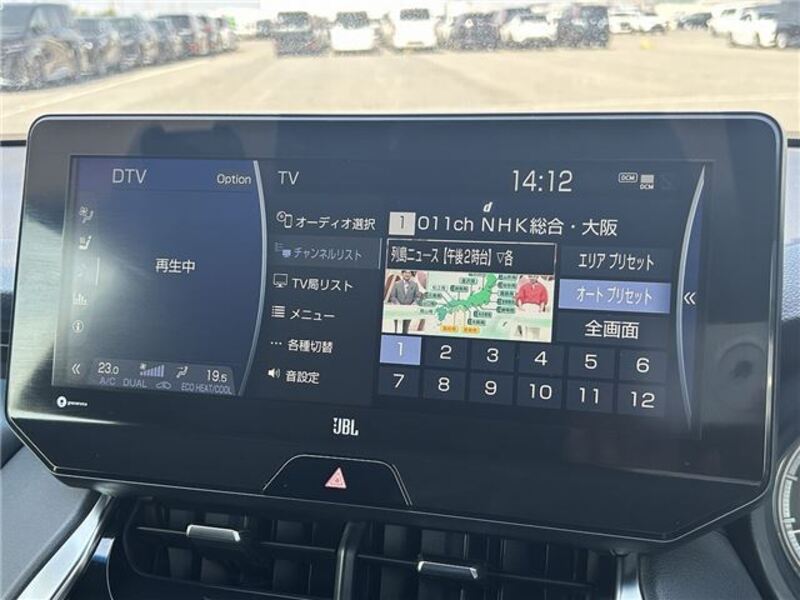 DTV
Option
TV
14:12
DCM
DCM
オーディオ選択
1 011ch NHK総合・大阪
チャンネルリスト
列島ニュース【午後2時台】▽各
エリア プリセット
再生中
TV局リスト
オート プリセット
メニュー
全画面
各種切替
1 2 3 4 5 6
音設定
7 8 9 10 11 12
« 23.0 19.5
A/C DUAL ECO HEAT/COOL
JBL